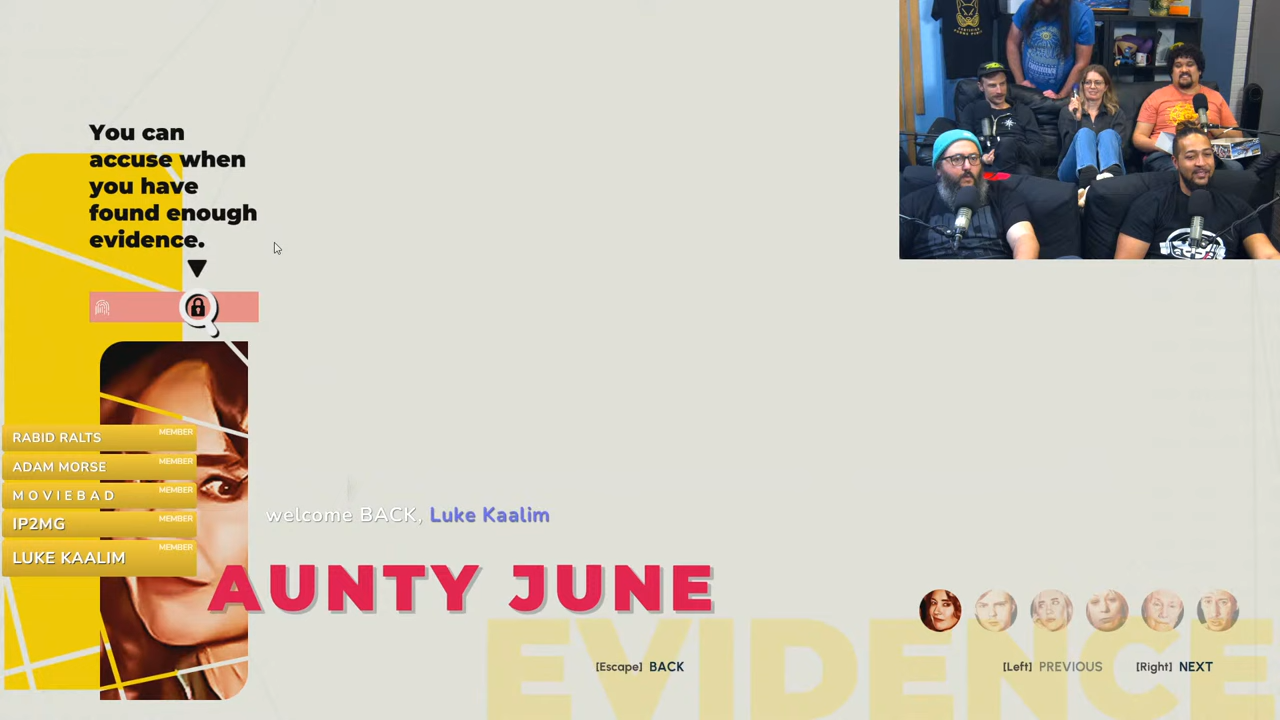 You can
accuse when
you have
found enough
evidence.
RABID RALTS MEMBER
ADAM MORSE MEMBER
MOVIEBAD MEMBER
IP2MG MEMBER
LUKE KAALIM MEMBER
welcome BACK, Luke Kaalim
AUNTY JUNE
EVIDENCE
[Escape] BACK
[Left] PREVIOUS
[Right] NEXT